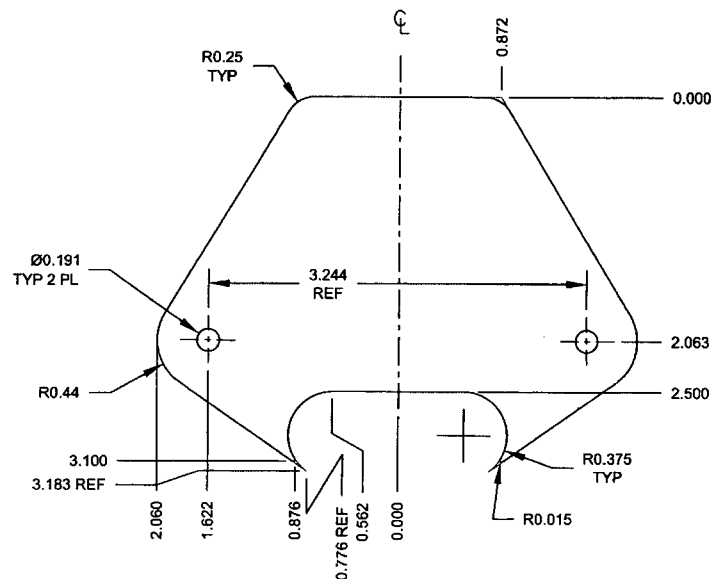 ℄
0.872
R0.25
TYP
0.000
Ø0.191
TYP 2 PL
3.244
REF
2.063
R0.44
2.500
3.100
3.183 REF
R0.375
TYP
R0.015
2.060
1.622
0.876
0.776 REF
0.562
0.000